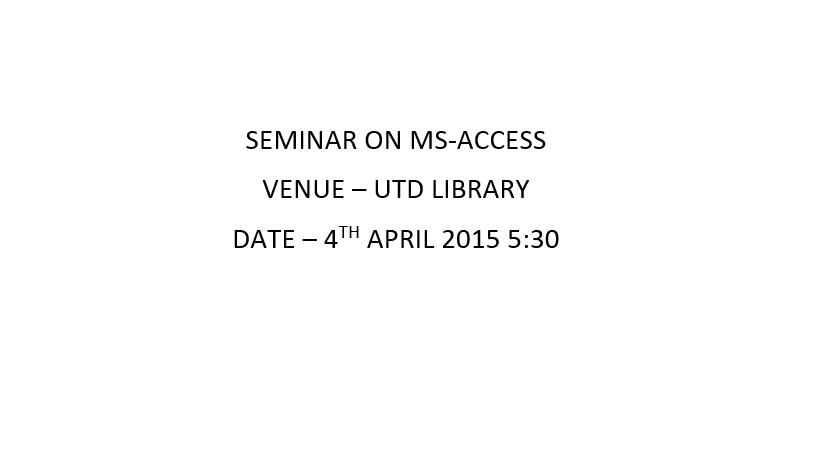 SEMINAR ON MS-ACCESS
VENUE – UTD LIBRARY
DATE – 4TH APRIL 2015 5:30